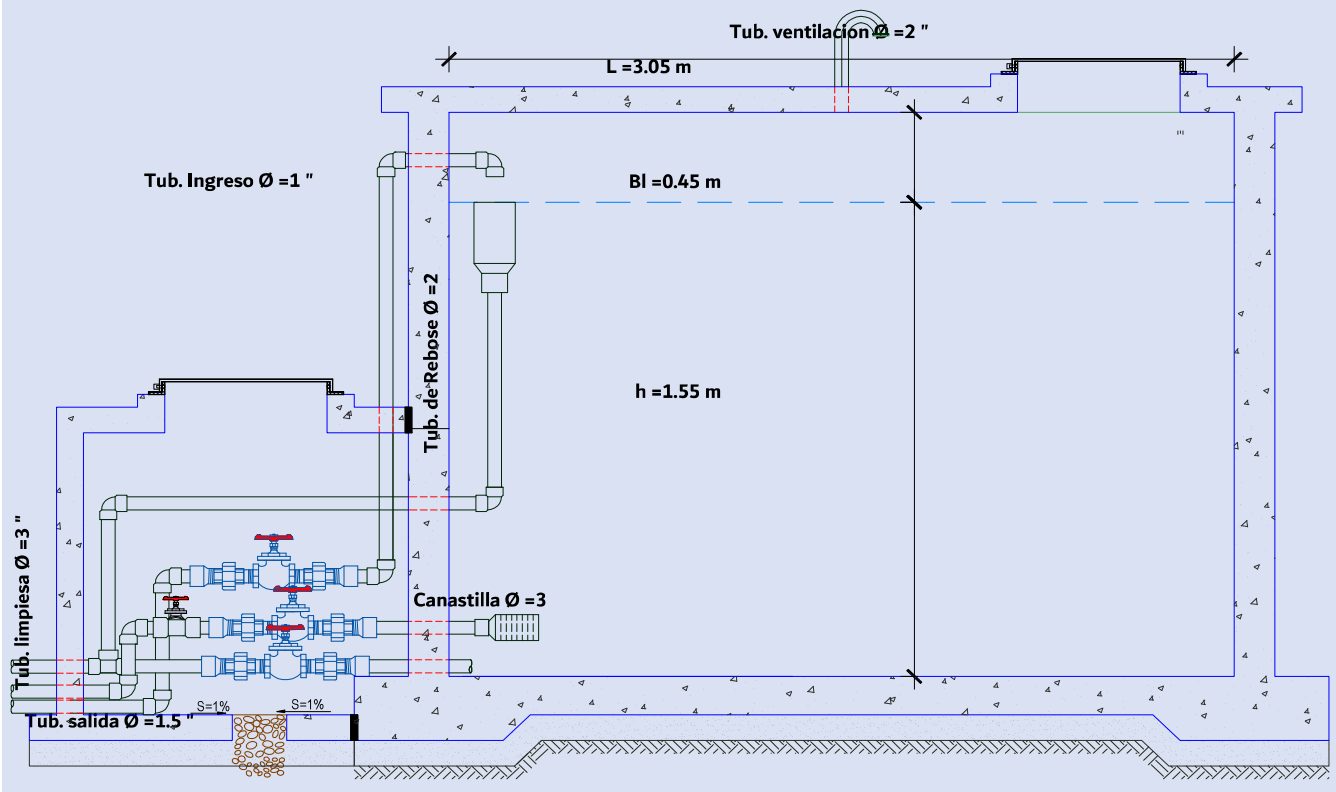 Tub. ventilacion Ø =2 "
L =3.05 m
Tub. Ingreso Ø =1 "
Bl =0.45 m
Tub. de Rebose Ø =2
h =1.55 m
Tub. limpiesa Ø =3 "
Canastilla Ø =3
S=1%
S=1%
Tub. salida Ø =1.5 "